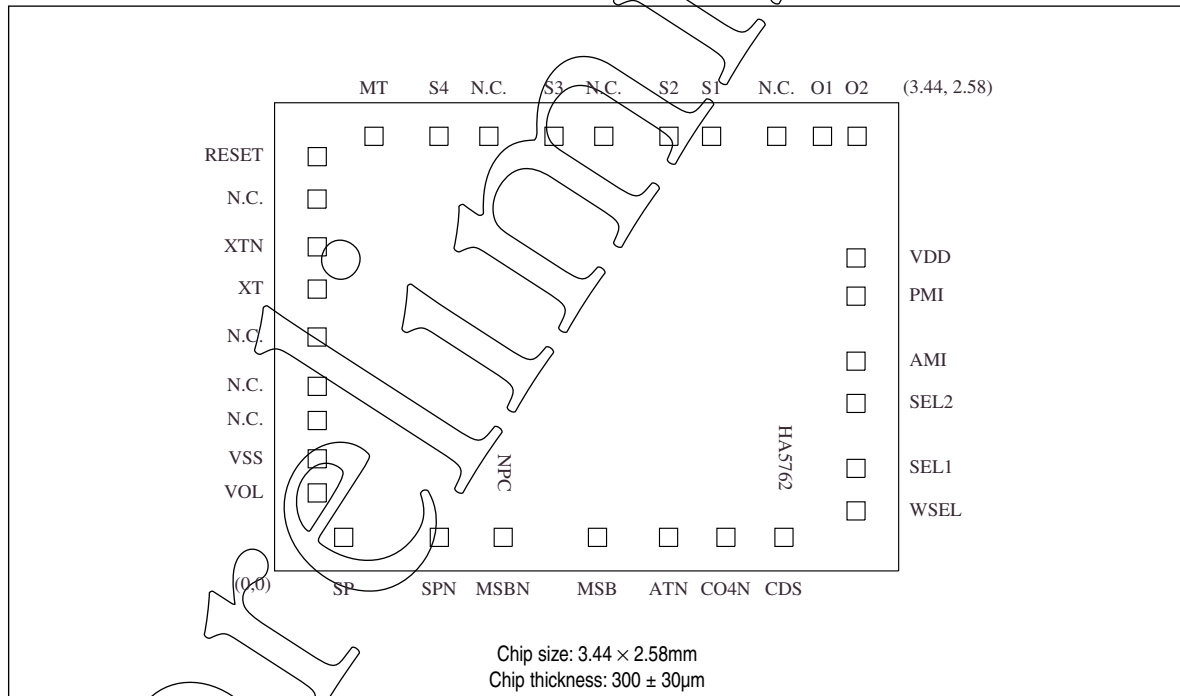 MT S4 N.C. S3 N.C. S2 S1 N.C. O1 O2 (3.44, 2.58)
RESET
N.C.
XTN
VDD
XT
PMI
N.C.
AMI
N.C.
SEL2
N.C.
VSS
SEL1
NPC
HA5762
VOL
WSEL
(0,0) SP SPN MSBN MSB ATN CO4N CDS
Chip size: 3.44 × 2.58mm
Chip thickness: 300 ± 30µm